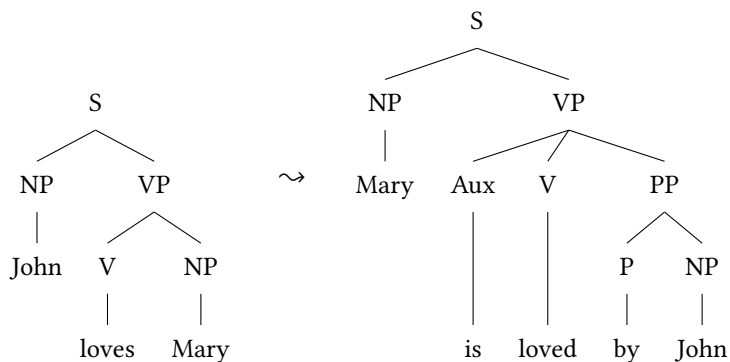 S
NP VP
John V NP
loves Mary
⤳
S
NP VP
Mary Aux V PP
P NP
is loved by John